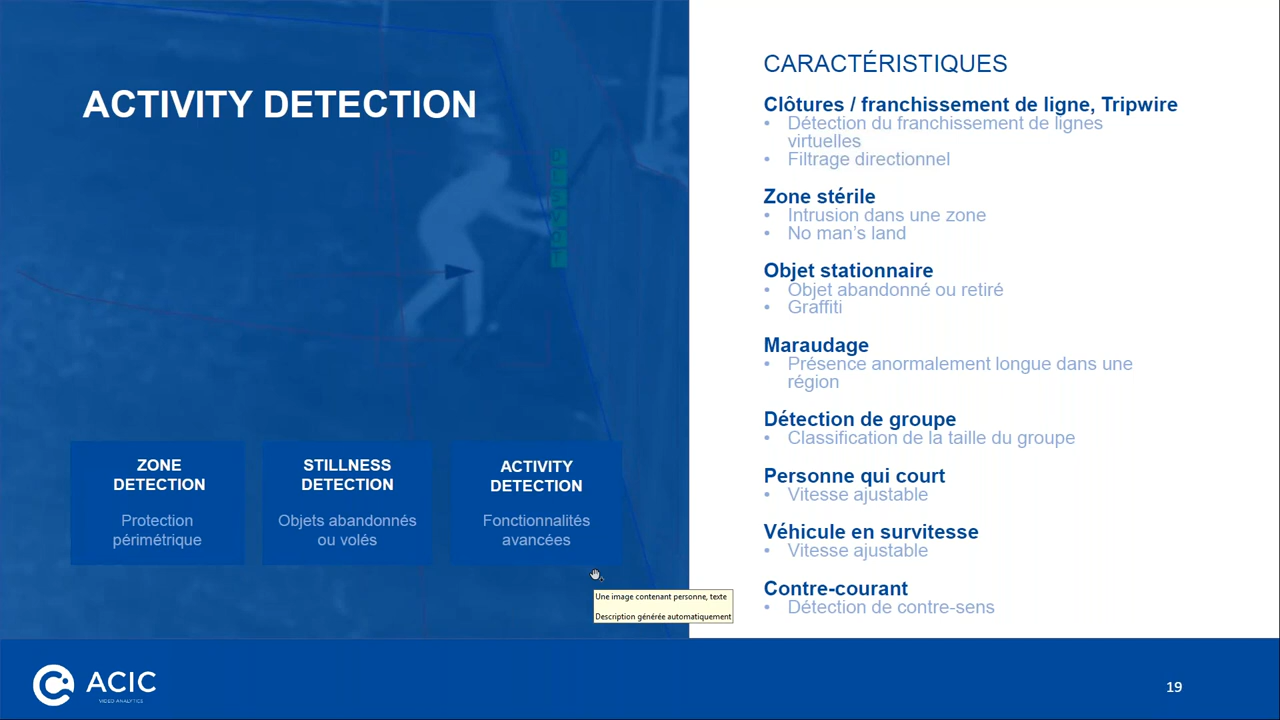 ACTIVITY DETECTION
ZONE
DETECTION
Protection
périmétrique
STILLNESS
DETECTION
Objets abandonnés
ou volés
ACTIVITY
DETECTION
Fonctionnalités
avancées
Une image contenant personne, texte
Description générée automatiquement
CARACTÉRISTIQUES
Clôtures / franchissement de ligne, Tripwire
• Détection du franchissement de lignes
virtuelles
• Filtrage directionnel
Zone stérile
• Intrusion dans une zone
• No man’s land
Objet stationnaire
• Objet abandonné ou retiré
• Graffiti
Maraudage
• Présence anormalement longue dans une
région
Détection de groupe
• Classification de la taille du groupe
Personne qui court
• Vitesse ajustable
Véhicule en survitesse
• Vitesse ajustable
Contre-courant
• Détection de contre-sens
ACIC
VIDEO ANALYTICS
19